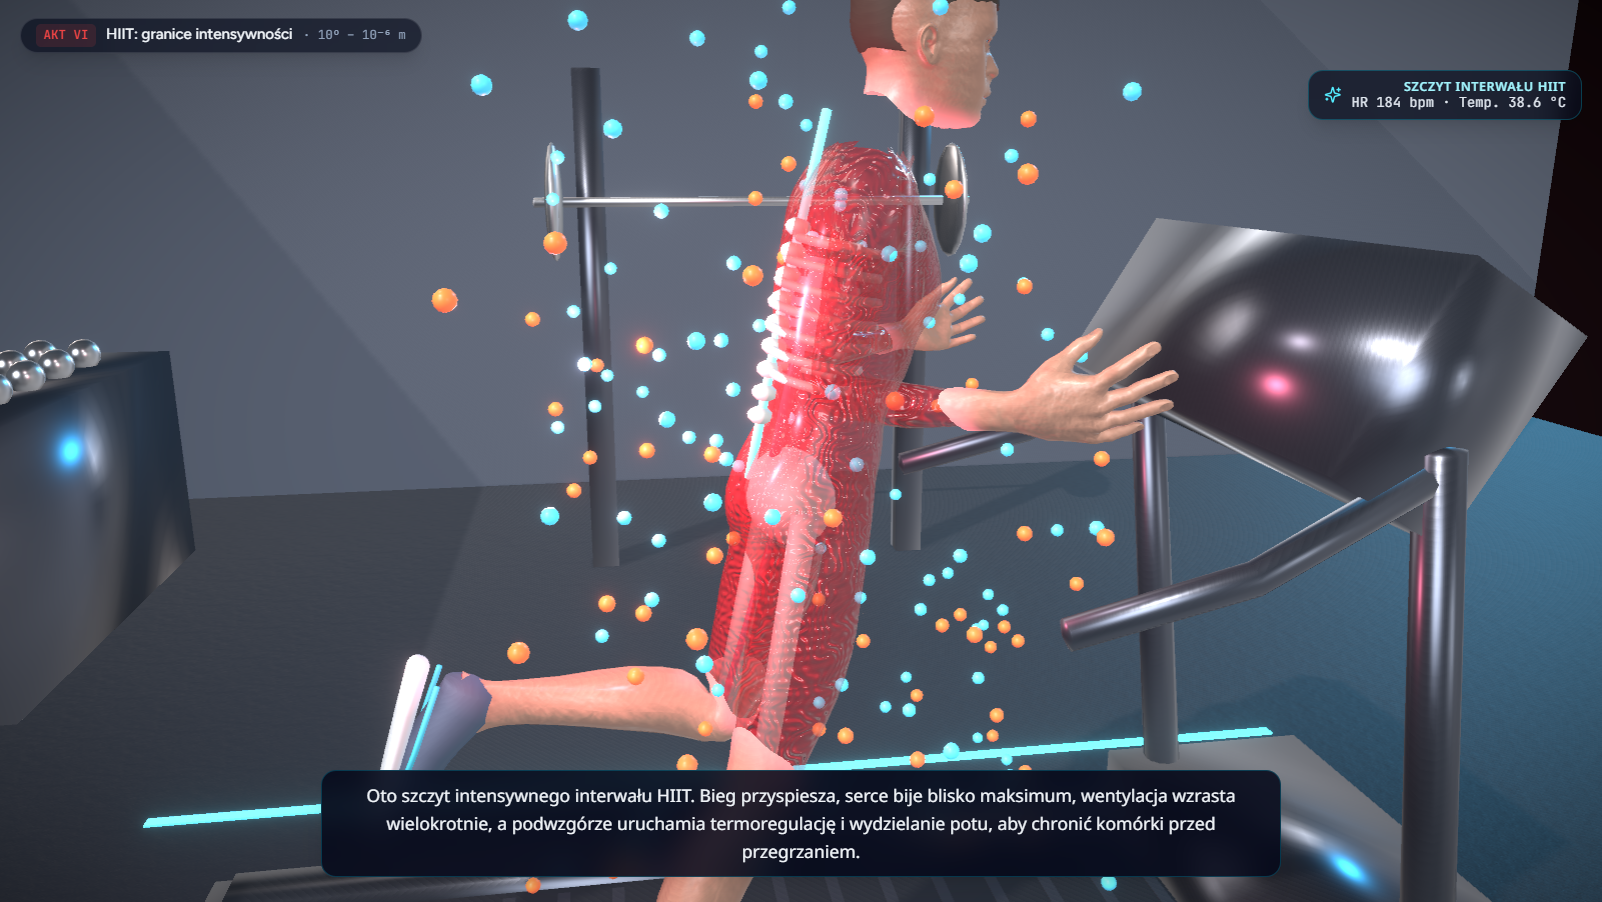 AKT VI HIIT: granice intensywności · 10⁰ – 10⁻⁶ m
SZCZYT INTERWAŁU HIIT
HR 184 bpm · Temp. 38.6 °C
Oto szczyt intensywnego interwału HIIT. Bieg przyspiesza, serce bije blisko maksimum, wentylacja wzrasta
wielokrotnie, a podwzgórze uruchamia termoregulację i wydzielanie potu, aby chronić komórki przed
przegrzaniem.